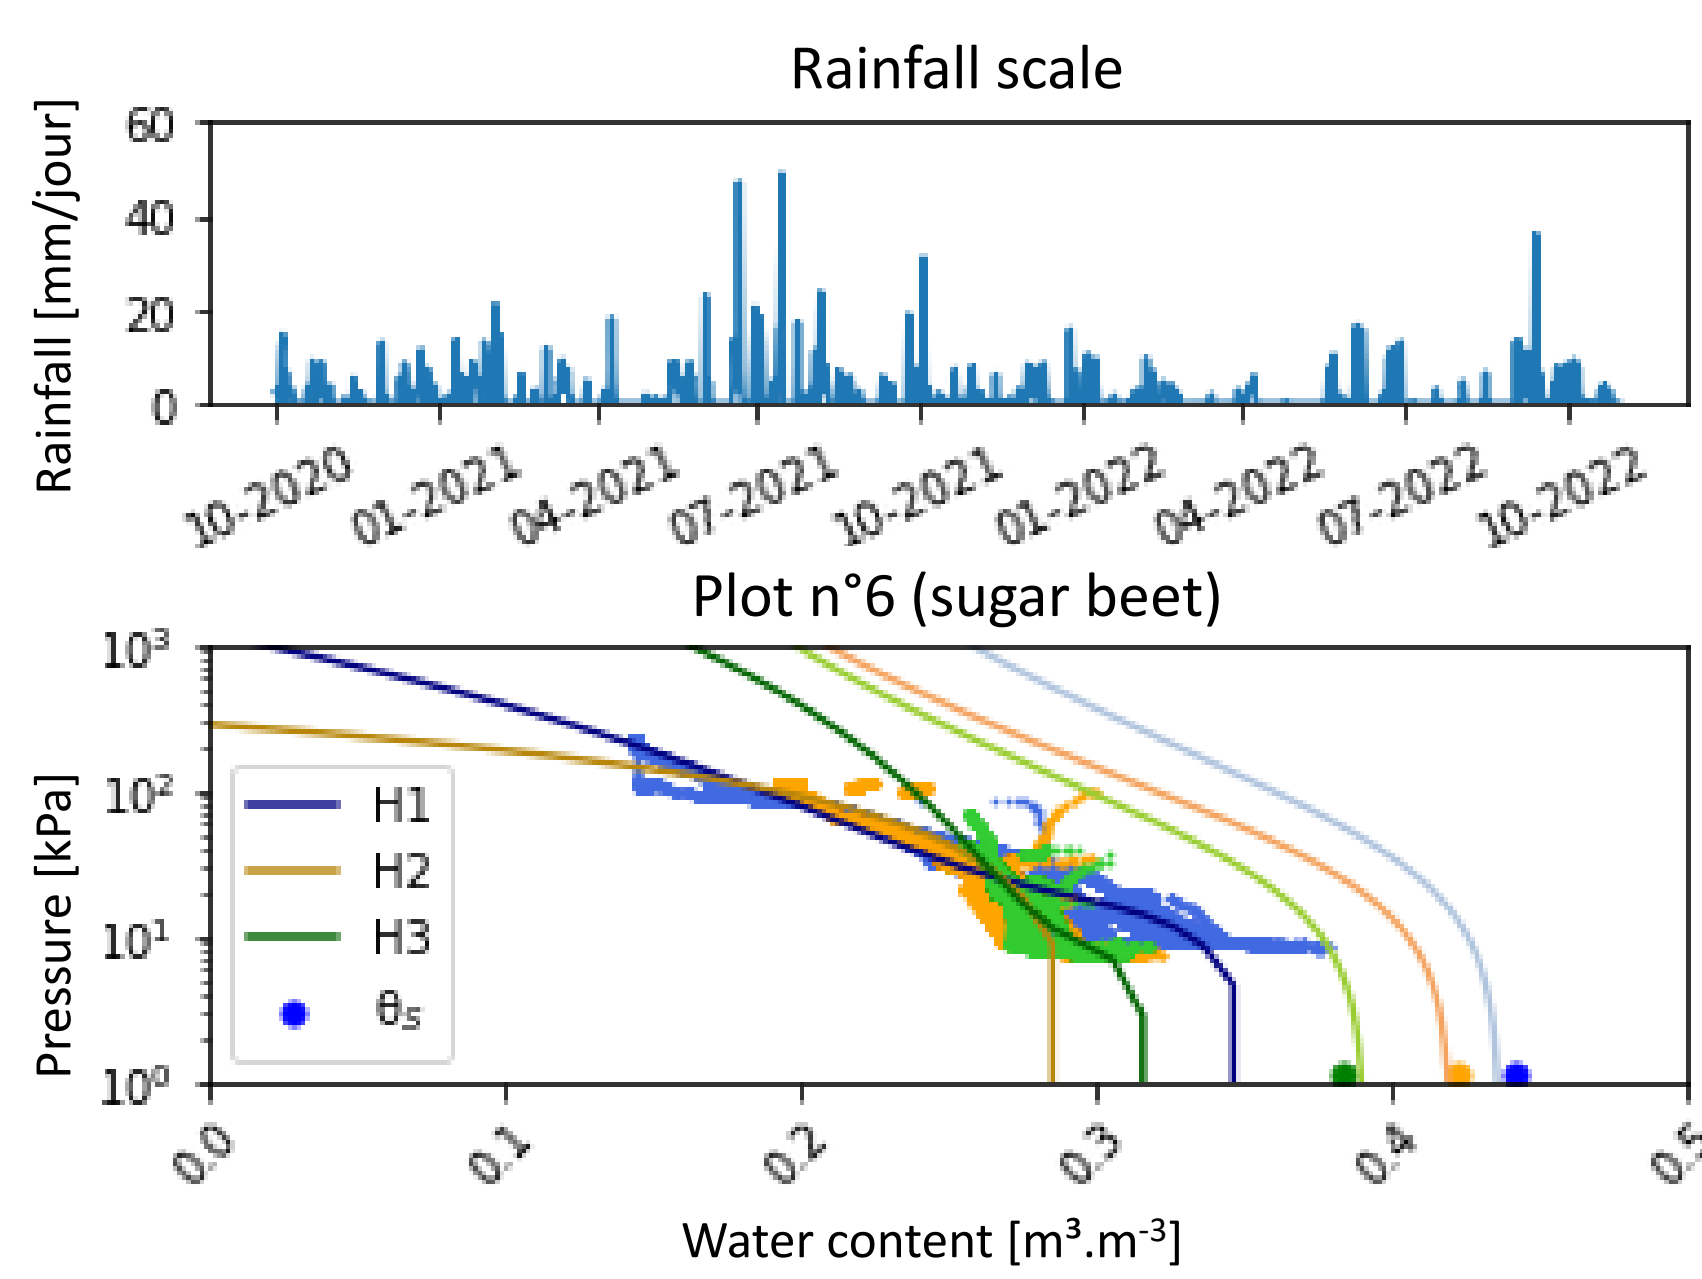 Rainfall scale
Rainfall [mm/jour]
60
40
20
0
10-2020 01-2021 04-2021 07-2021 10-2021 01-2022 04-2022 07-2022 10-2022
Plot n°6 (sugar beet)
Pressure [kPa]
10³
10²
10¹
10⁰
H1
H2
H3
θs
0.0 0.1 0.2 0.3 0.4 0.5
Water content [m³.m⁻³]